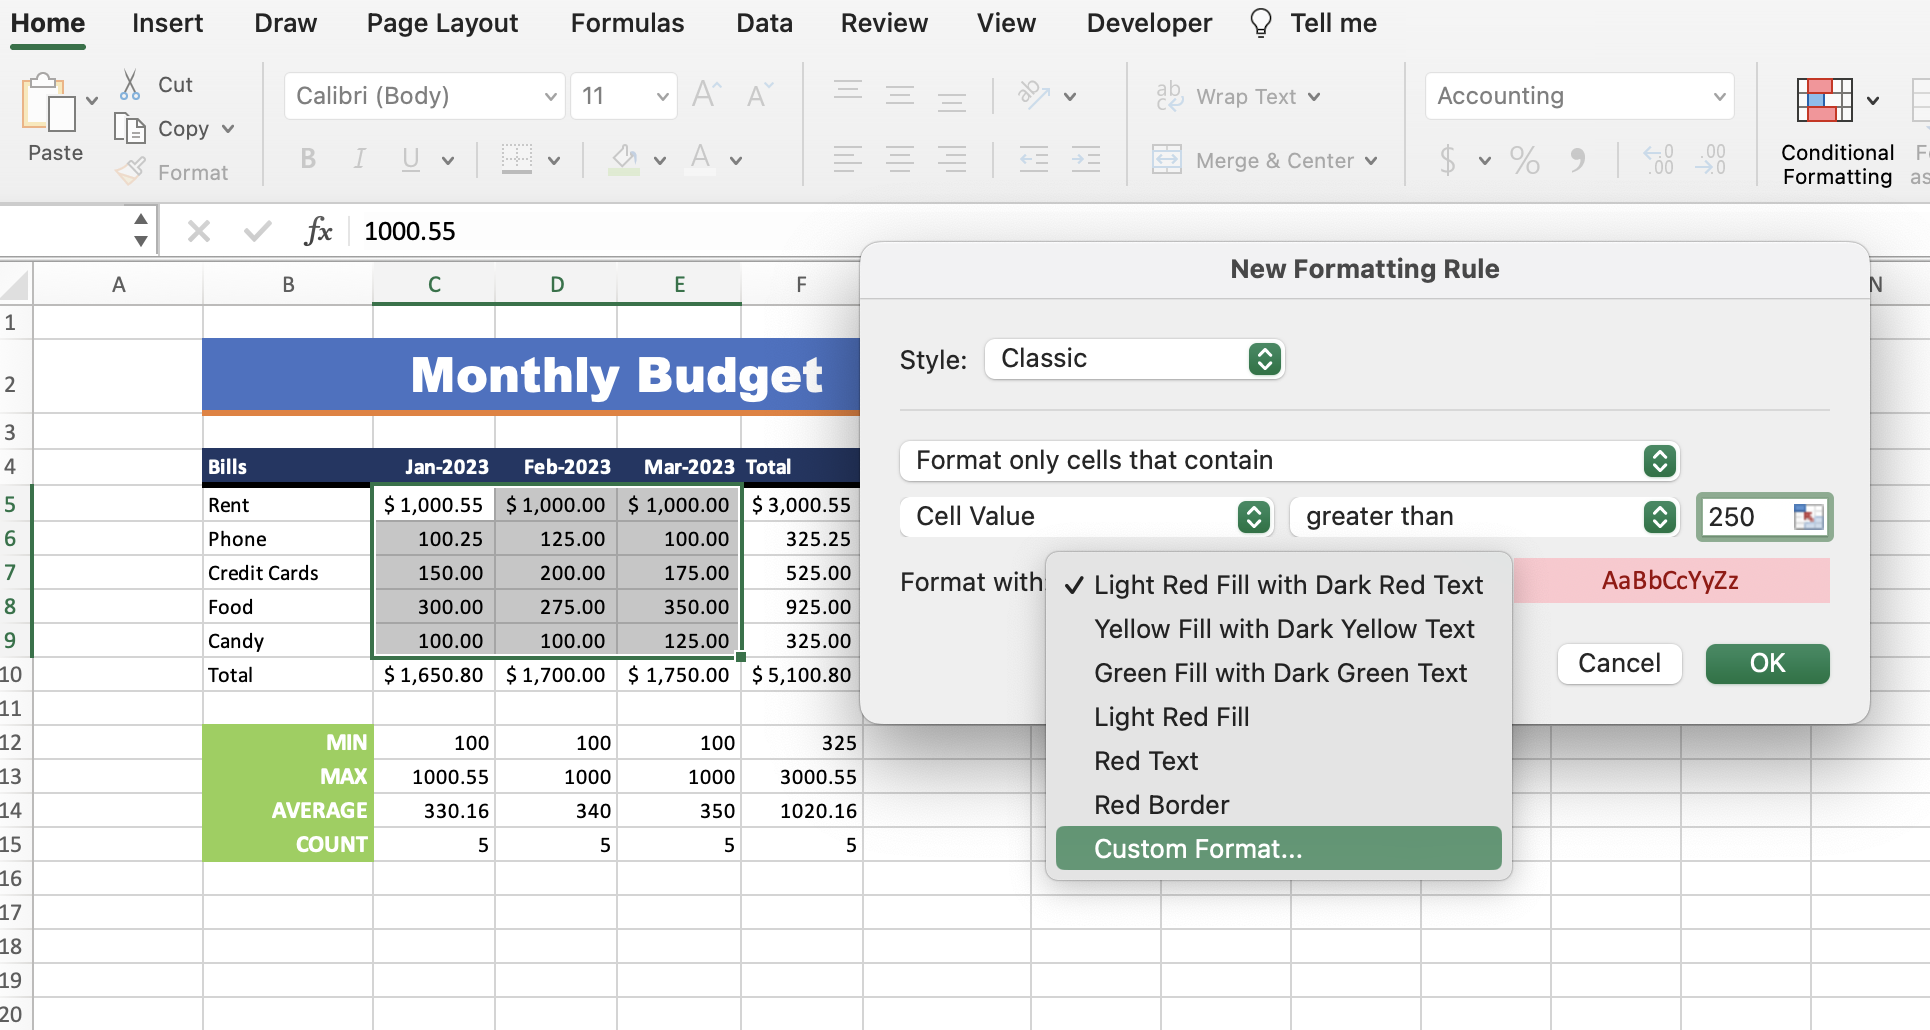 Home Insert Draw Page Layout Formulas Data Review View Developer Tell me
Paste
Cut
Copy
Format
Calibri (Body) 11 A A
B I U A
ab
c
Wrap Text
Merge & Center
Accounting
$ % 9 .00 .00
Conditional
Formatting
fx 1000.55
A B C D E F N
1
2 Monthly Budget
3
4 Bills Jan-2023 Feb-2023 Mar-2023 Total
5 Rent $ 1,000.55 $ 1,000.00 $ 1,000.00 $ 3,000.55
6 Phone 100.25 125.00 100.00 325.25
7 Credit Cards 150.00 200.00 175.00 525.00
8 Food 300.00 275.00 350.00 925.00
9 Candy 100.00 100.00 125.00 325.00
10 Total $ 1,650.80 $ 1,700.00 $ 1,750.00 $ 5,100.80
11
12 MIN 100 100 100 325
13 MAX 1000.55 1000 1000 3000.55
14 AVERAGE 330.16 340 350 1020.16
15 COUNT 5 5 5 5
16
17
18
19
20
New Formatting Rule
Style: Classic
Format only cells that contain
Cell Value greater than 250
Format with:
✓ Light Red Fill with Dark Red Text
Yellow Fill with Dark Yellow Text
Green Fill with Dark Green Text
Light Red Fill
Red Text
Red Border
Custom Format...
AaBbCcYyZz
Cancel OK